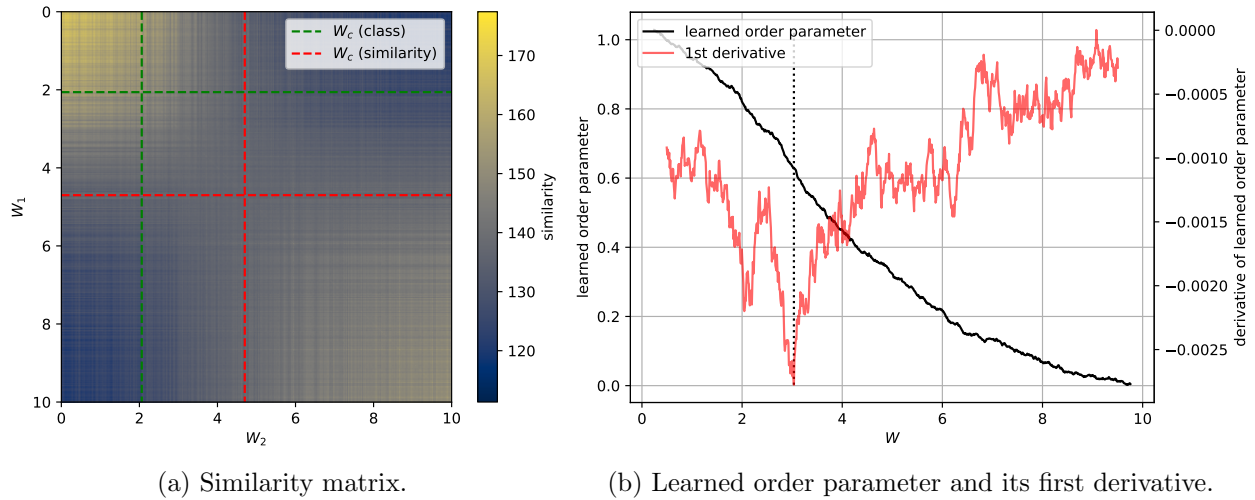 0
2
4
6
8
10
W₁
0 2 4 6 8 10
W₂
W_c (class)
W_c (similarity)
170
160
150
140
130
120
similarity
1.0
0.8
0.6
0.4
0.2
0.0
learned order parameter
learned order parameter
1st derivative
0 2 4 6 8 10
W
0.0000
−0.0005
−0.0010
−0.0015
−0.0020
−0.0025
derivative of learned order parameter
(a) Similarity matrix.
(b) Learned order parameter and its first derivative.